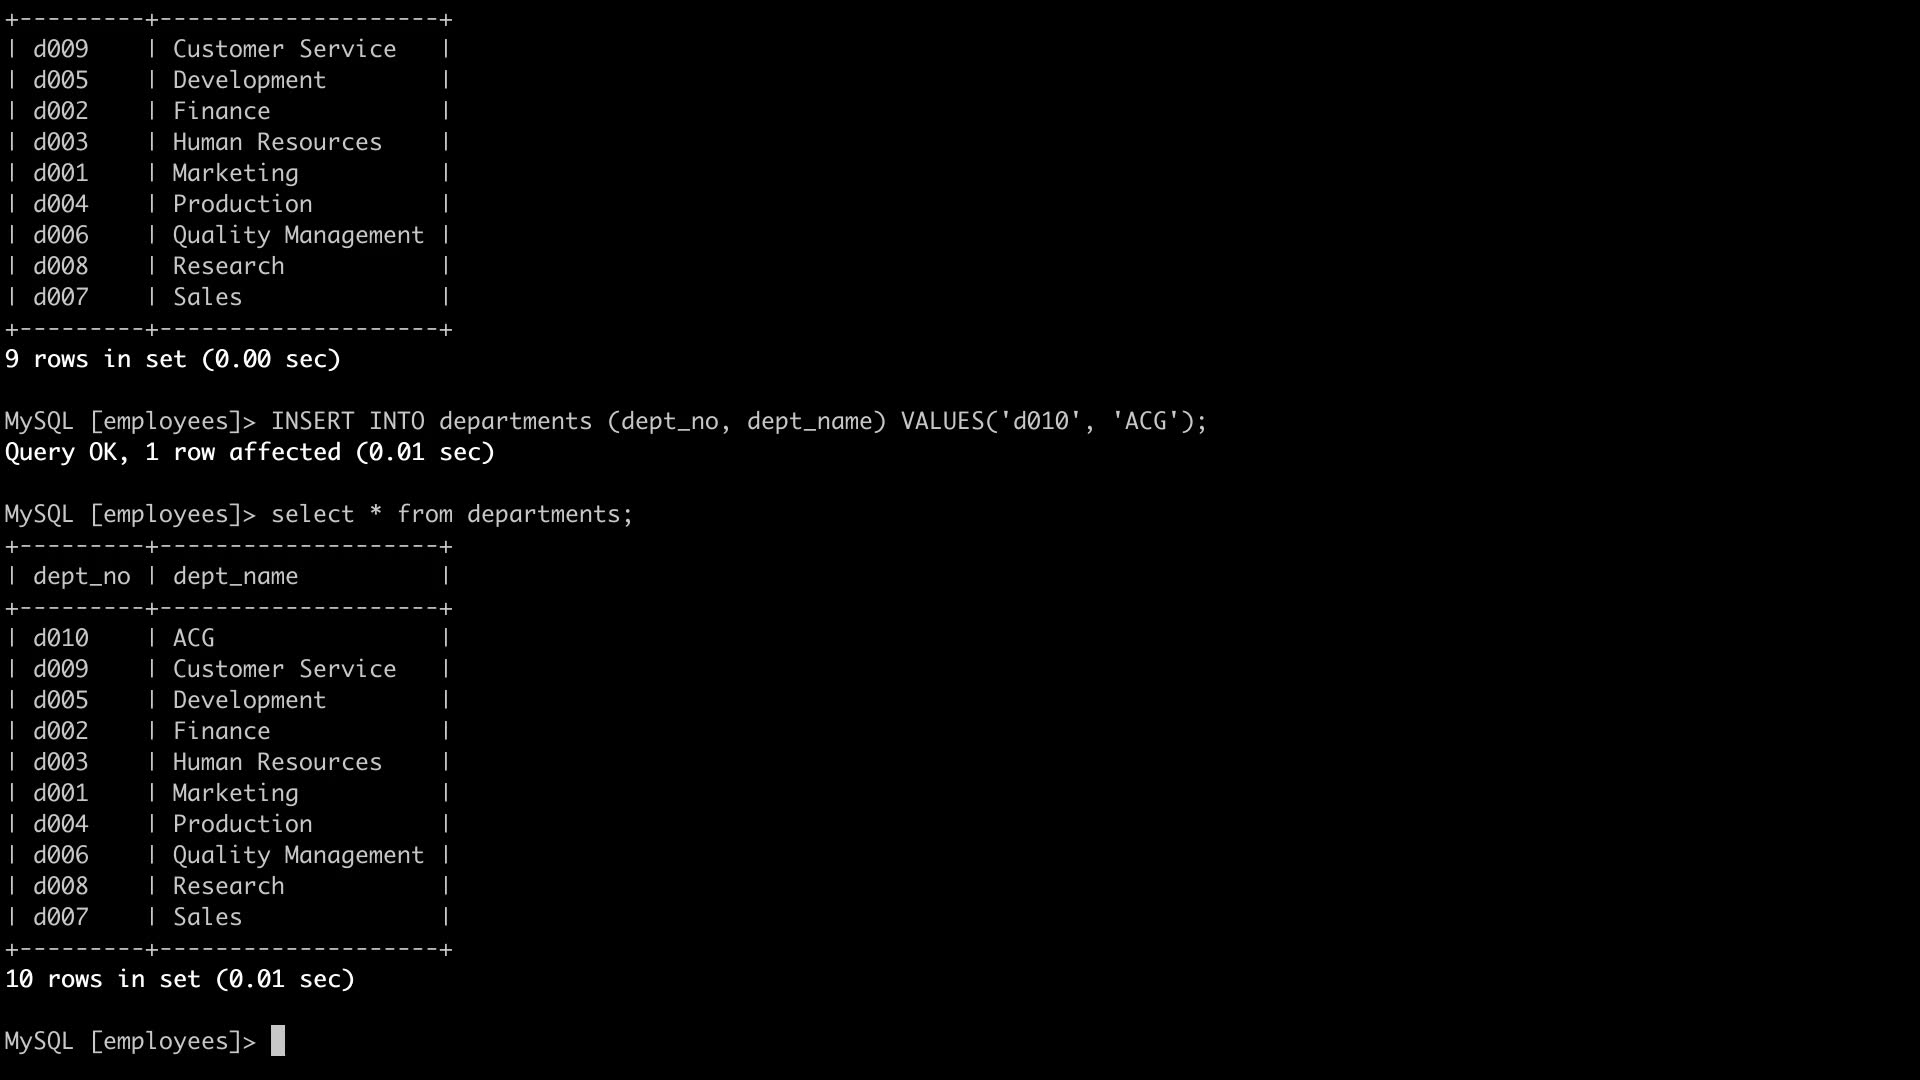 +---------+--------------------+
| d009    | Customer Service   |
| d005    | Development        |
| d002    | Finance            |
| d003    | Human Resources    |
| d001    | Marketing          |
| d004    | Production         |
| d006    | Quality Management |
| d008    | Research           |
| d007    | Sales              |
+---------+--------------------+
9 rows in set (0.00 sec)

MySQL [employees]> INSERT INTO departments (dept_no, dept_name) VALUES('d010', 'ACG');
Query OK, 1 row affected (0.01 sec)

MySQL [employees]> select * from departments;
+---------+--------------------+
| dept_no | dept_name          |
+---------+--------------------+
| d010    | ACG                |
| d009    | Customer Service   |
| d005    | Development        |
| d002    | Finance            |
| d003    | Human Resources    |
| d001    | Marketing          |
| d004    | Production         |
| d006    | Quality Management |
| d008    | Research           |
| d007    | Sales              |
+---------+--------------------+
10 rows in set (0.01 sec)

MySQL [employees]>